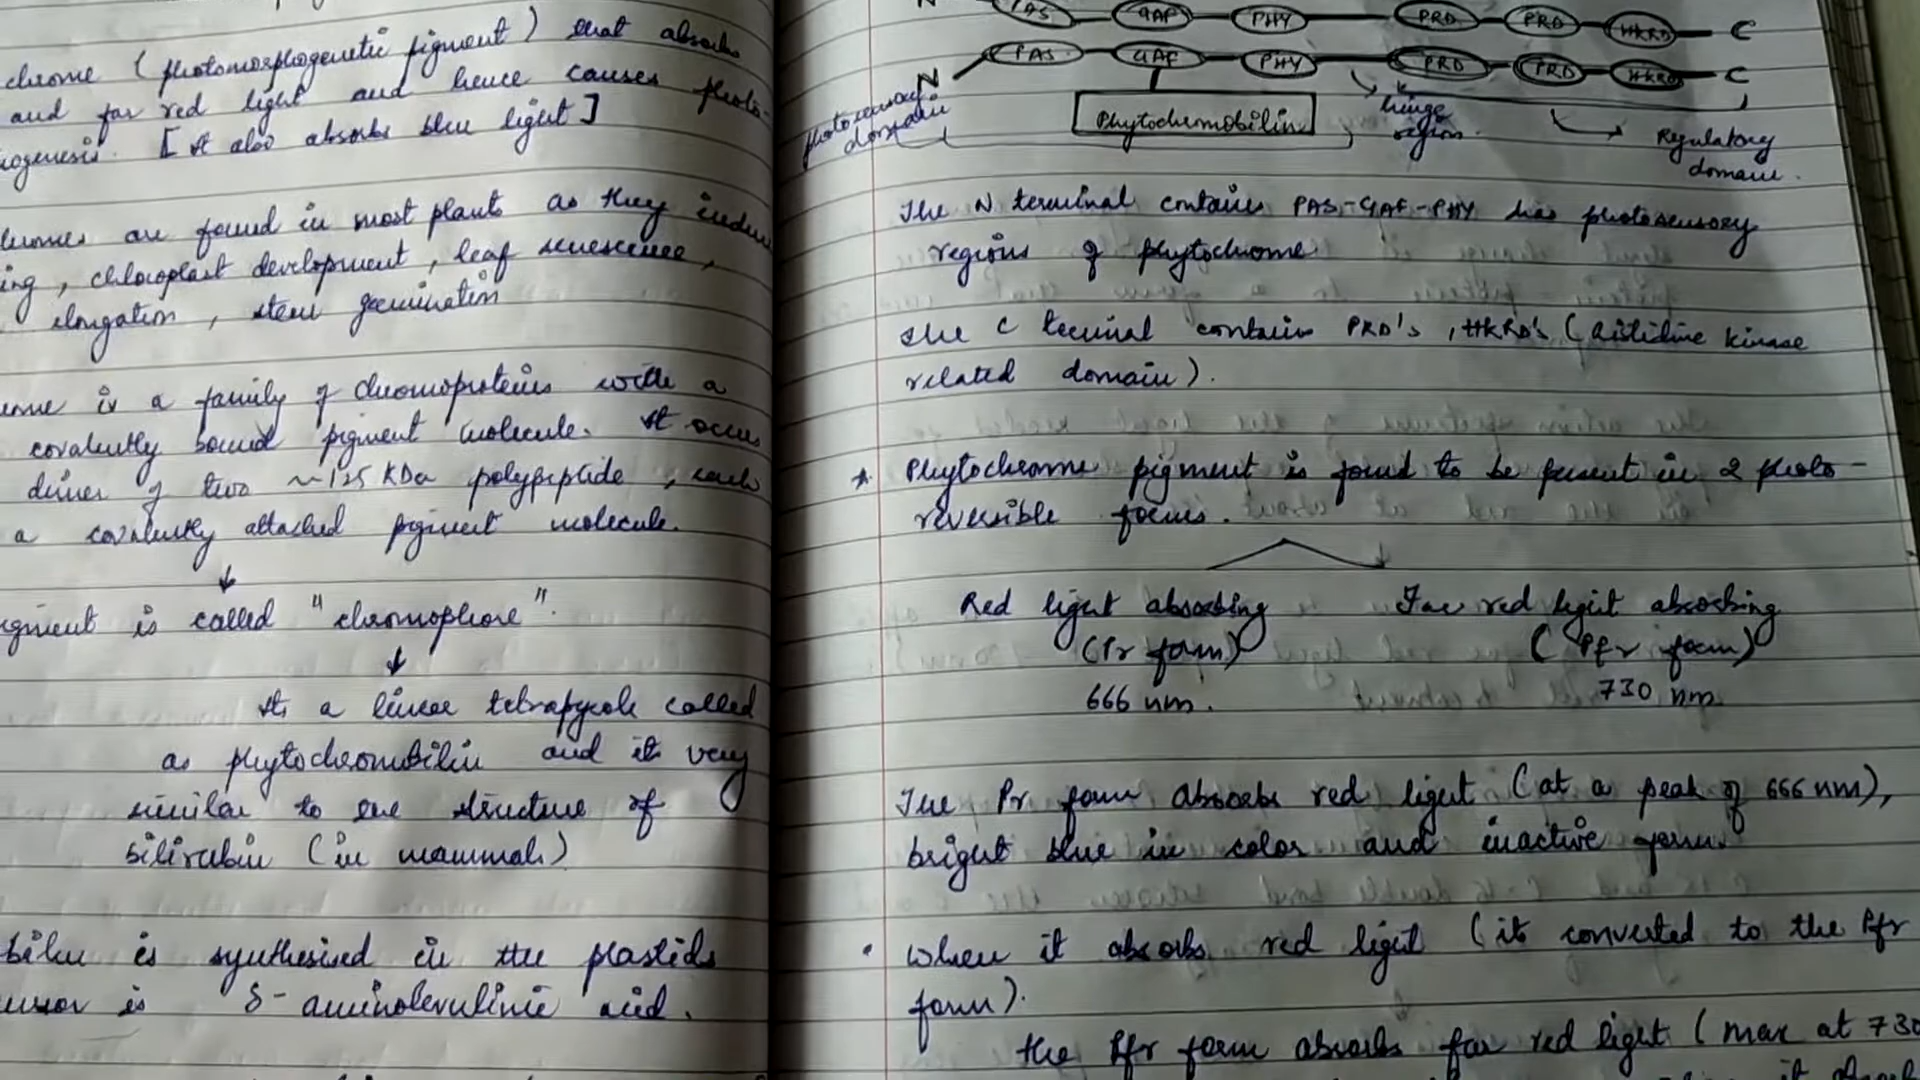 chrome (photomorphogenetic pigment) that absorbs
and far red light and hence causes photo-
ogenesis. [It also absorbs blue light]
chromes are found in most plants as they induce
ing, chloroplast development, leaf senescence,
elongation, stem germination
ome is a family of chromoproteins with a
covalently bound pigment molecule. It occurs
dimer of two ~125 KDa polypeptide, each
a covalently attached pigment molecule.
↓
igment is called "chromophore".
↓
Its a linear tetrapyrole called
as phytochromobilin and it very
similar to the structure of
bilirubin (in mammals)
bilin is synthesised in the plastids
ursor is δ-aminolevulinic acid.
N PAS GAF PHY PRD PRD HKRD C
N PAS GAF PHY PRD PRD HKRD C
photosensory domain
Phytochromobilin
hinge region.
Regulatory domain.
The N terminal contains PAS-GAF-PHY has photosensory
regions of phytochrome
The C terminal contains PRD's, HKRD's (Histidine kinase
related domain).
* Phytochrome pigment is found to be present in 2 photo-
reversible forms.
Red light absorbing Far red light absorbing
(Pr form) (Pfr form)
666 nm. 730 nm.
The Pr form absorbs red light (at a peak of 666 nm),
bright blue in color and inactive form.
• When it absorbs red light (its converted to the Pfr
form).
the Pfr form absorbs far red light (max at 730